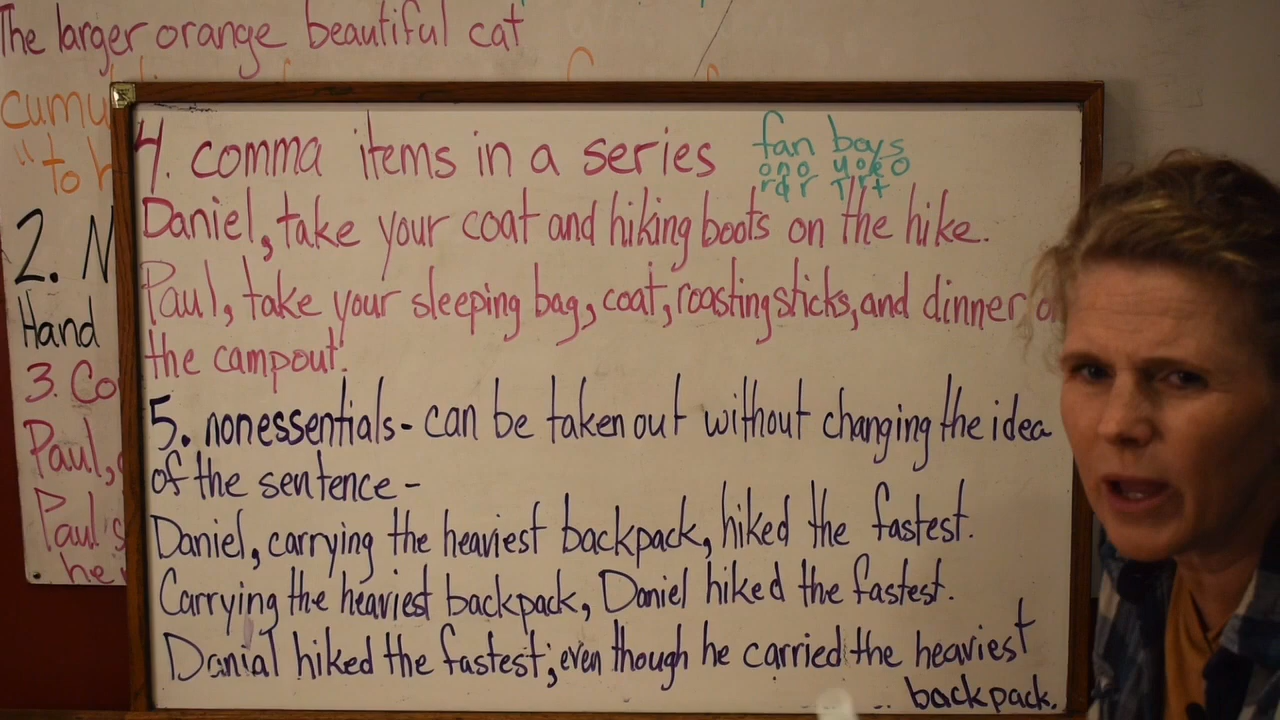 The larger orange beautiful cat
4. comma items in a series
fan boys
Daniel, take your coat and hiking boots on the hike.
Paul, take your sleeping bag, coat, roasting sticks, and dinner
the campout.
5. nonessentials - can be taken out without changing the idea
of the sentence -
Daniel, carrying the heaviest backpack, hiked the fastest.
Carrying the heaviest backpack, Daniel hiked the fastest.
Danial hiked the fastest, even though he carried the heaviest
backpack.
"to
2.
Hand
3.
Paul,
Paul's